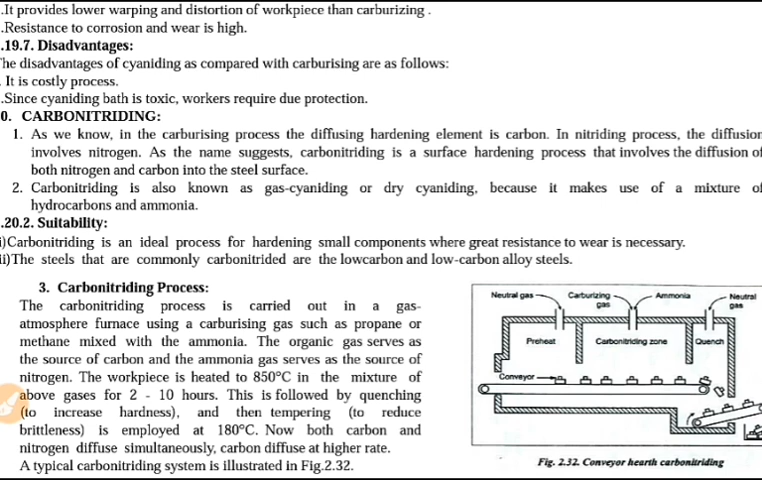 .It provides lower warping and distortion of workpiece than carburizing .
.Resistance to corrosion and wear is high.
.19.7. Disadvantages:
The disadvantages of cyaniding as compared with carburising are as follows:
. It is costly process.
.Since cyaniding bath is toxic, workers require due protection.
0. CARBONITRIDING:
1. As we know, in the carburising process the diffusing hardening element is carbon. In nitriding process, the diffusion
involves nitrogen. As the name suggests, carbonitriding is a surface hardening process that involves the diffusion of
both nitrogen and carbon into the steel surface.
2. Carbonitriding is also known as gas-cyaniding or dry cyaniding, because it makes use of a mixture of
hydrocarbons and ammonia.
.20.2. Suitability:
i)Carbonitriding is an ideal process for hardening small components where great resistance to wear is necessary.
ii)The steels that are commonly carbonitrided are the lowcarbon and low-carbon alloy steels.
3. Carbonitriding Process:
The carbonitriding process is carried out in a gas-
atmosphere furnace using a carburising gas such as propane or
methane mixed with the ammonia. The organic gas serves as
the source of carbon and the ammonia gas serves as the source of
nitrogen. The workpiece is heated to 850°C in the mixture of
above gases for 2 - 10 hours. This is followed by quenching
(to increase hardness), and then tempering (to reduce
brittleness) is employed at 180°C. Now both carbon and
nitrogen diffuse simultaneously, carbon diffuse at higher rate.
A typical carbonitriding system is illustrated in Fig.2.32.
Neutral gas
Carburizing
gas
Ammonia
Neutral
gas
Preheat
Carbonitriding zone
Quench
Conveyor
Fig. 2.32. Conveyor hearth carbonitriding